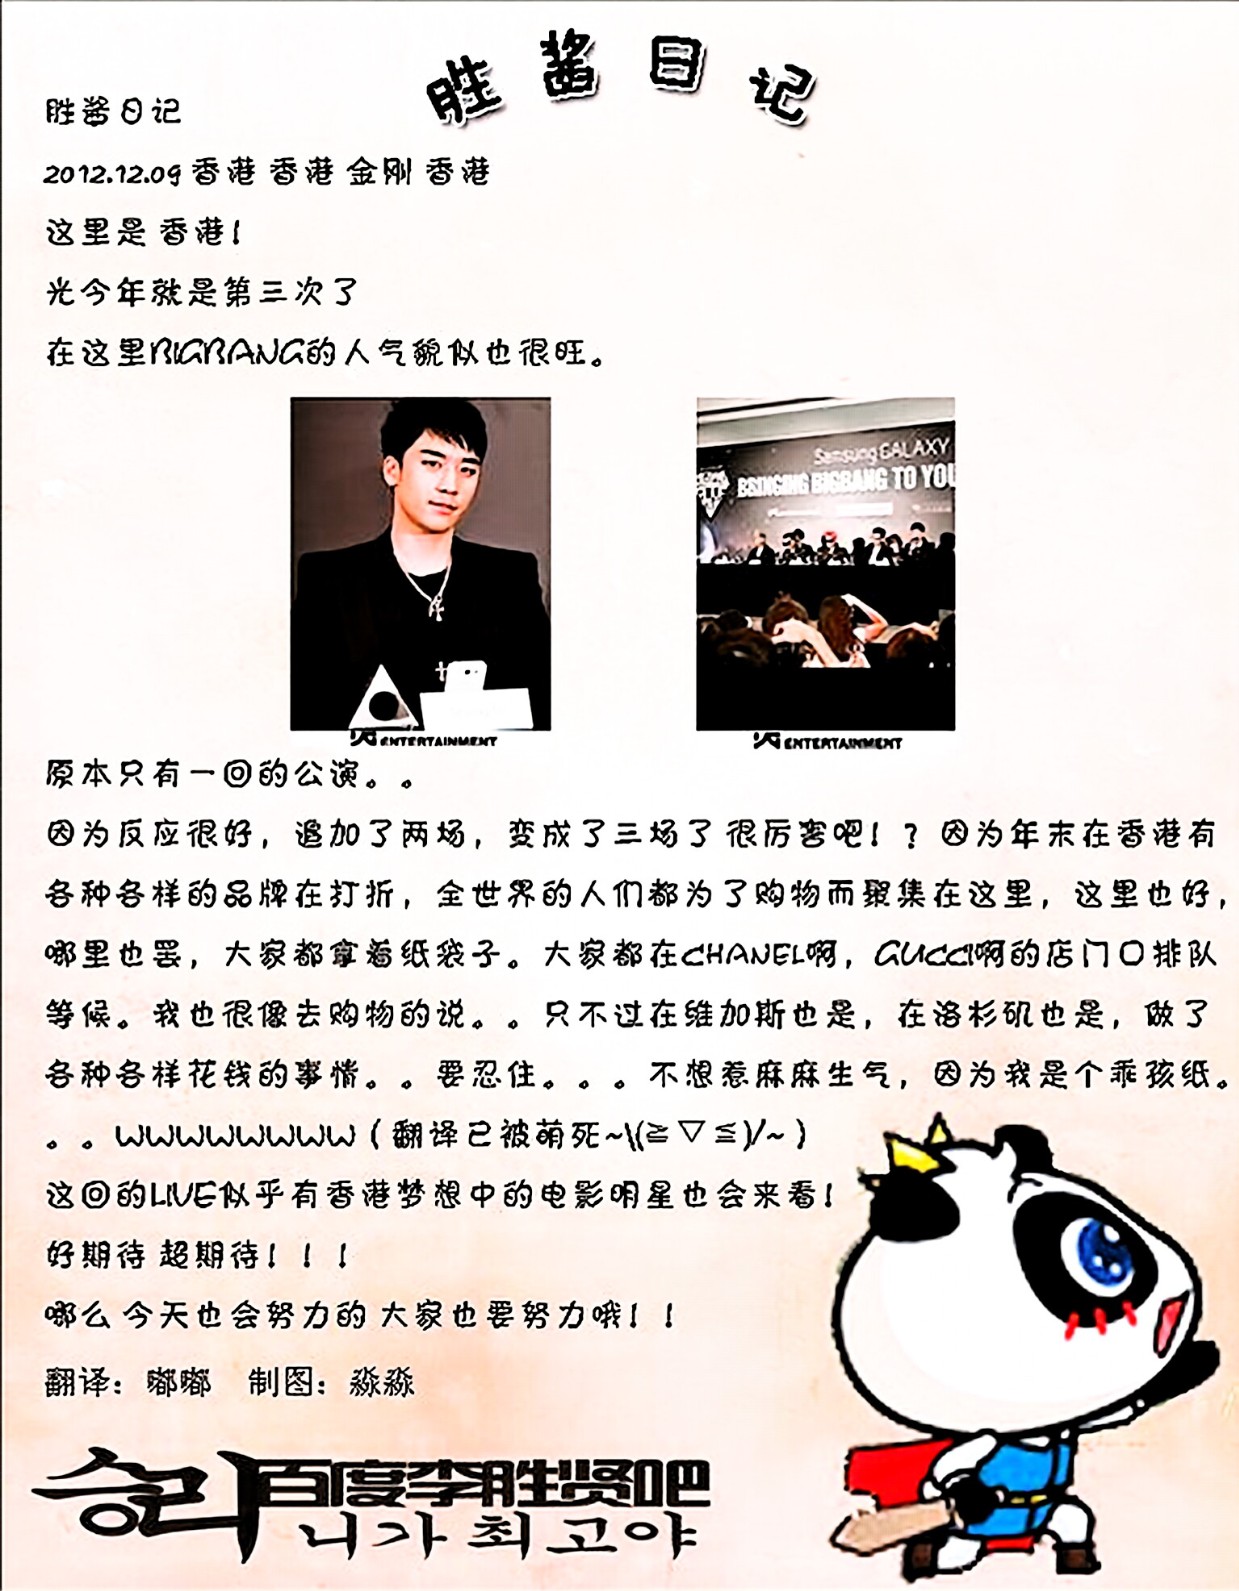 胜酱日记
胜酱日记
2012.12.09 香港 香港 金刚 香港
这里是 香港！
光今年就是第三次了
在这里BIGBANG的人气貌似也很旺。
Samsung GALAXY
BRINGING BIGBANG TO YOU
YG ENTERTAINMENT
YG ENTERTAINMENT
原本只有一回的公演。。
因为反应很好，追加了两场，变成了三场了 很厉害吧！？因为年末在香港有
各种各样的品牌在打折，全世界的人们都为了购物而聚集在这里，这里也好，
哪里也罢，大家都拿着纸袋子。大家都在CHANEL啊，GUCCI啊的店门口排队
等候。我也很像去购物的说。。只不过在维加斯也是，在洛杉矶也是，做了
各种各样花钱的事情。。要忍住。。。不想惹麻麻生气，因为我是个乖孩纸。
。。WWWWWWWW（翻译已被萌死~\(≧▽≦)/~）
这回的LIVE似乎有香港梦想中的电影明星也会来看！
好期待 超期待！！！
哪么 今天也会努力的 大家也要努力哦！！
翻译：嘟嘟 制图：淼淼
승리 百度李胜贤吧
니가 최고야